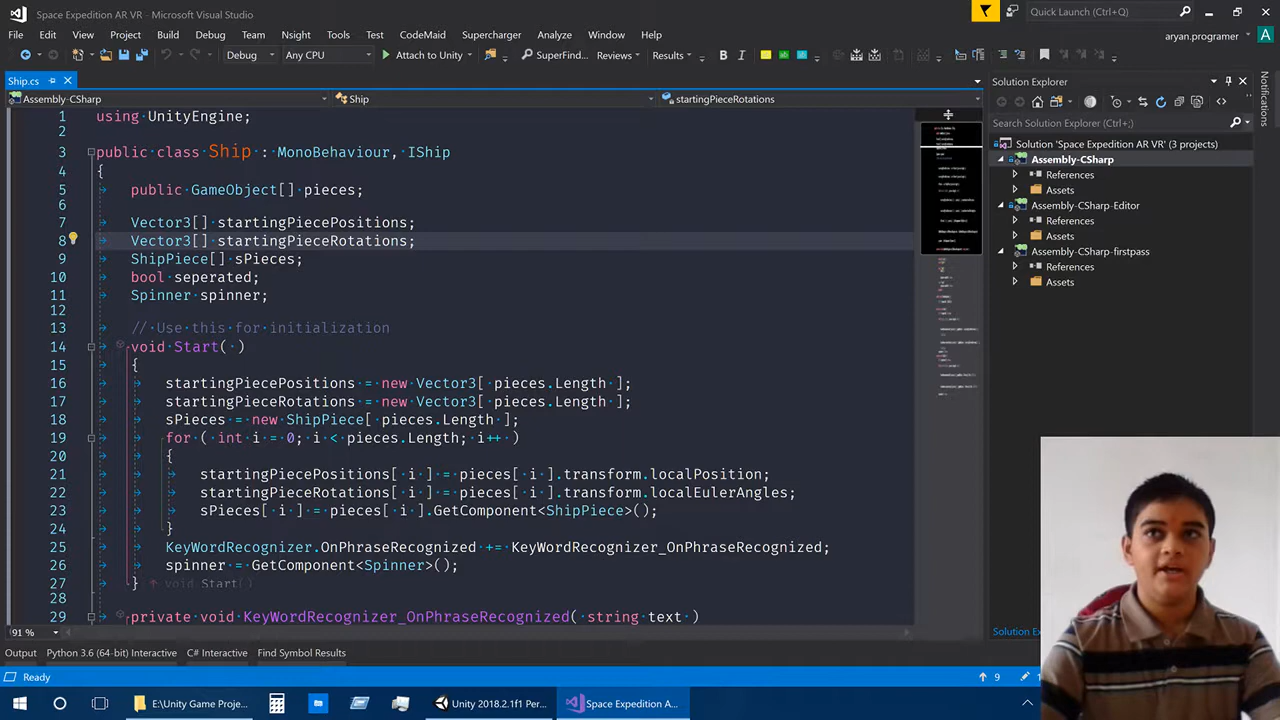 Space Expedition AR VR - Microsoft Visual Studio
Quick Launch (Ctrl+Q)
File Edit View Project Build Debug Team Nsight Tools Test CodeMaid Supercharger Analyze Window Help
aryan.programer A
Debug Any CPU Attach to Unity SuperFind... Reviews Results B I
Ship.cs
Assembly-CSharp Ship startingPieceRotations
1 using UnityEngine;
2
3 public class Ship : MonoBehaviour, IShip
4 {
5 public GameObject[] pieces;
6
7 Vector3[] startingPiecePositions;
8 Vector3[] startingPieceRotations;
9 ShipPiece[] sPieces;
10 bool seperated;
11 Spinner spinner;
12
13 // Use this for initialization
14 void Start( )
15 {
16 startingPiecePositions = new Vector3[ pieces.Length ];
17 startingPieceRotations = new Vector3[ pieces.Length ];
18 sPieces = new ShipPiece[ pieces.Length ];
19 for ( int i = 0; i < pieces.Length; i++ )
20 {
21 startingPiecePositions[ i ] = pieces[ i ].transform.localPosition;
22 startingPieceRotations[ i ] = pieces[ i ].transform.localEulerAngles;
23 sPieces[ i ] = pieces[ i ].GetComponent<ShipPiece>();
24 }
25 KeyWordRecognizer.OnPhraseRecognized += KeyWordRecognizer_OnPhraseRecognized;
26 spinner = GetComponent<Spinner>();
27 } void Start()
28
29 private void KeyWordRecognizer_OnPhraseRecognized( string text )
91 %
Solution Explorer
Search Solution Explorer (Ctrl+;)
Solution 'Space Expedition AR VR' (3 projects)
Assembly-CSharp
References
Assets
Assembly-CSharp-Editor
References
Assets
Assembly-CSharp-firstpass
References
Assets
Notifications
Solution Ex
Output Python 3.6 (64-bit) Interactive C# Interactive Find Symbol Results
Ready 9 1
E:\Unity Game Proje... Unity 2018.2.1f1 Per... Space Expedition A...